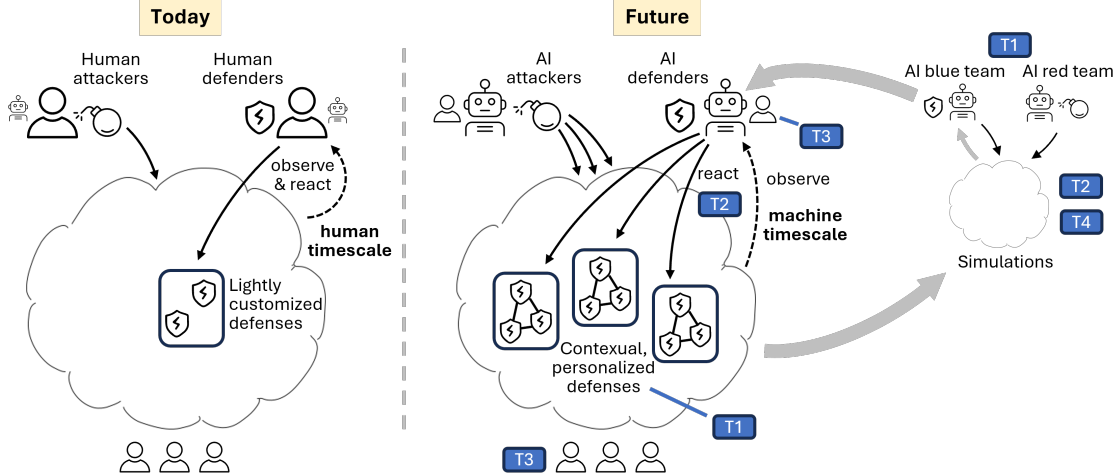 Today
Human
attackers
Human
defenders
observe
& react
human
timescale
Lightly
customized
defenses
Future
AI
attackers
AI
defenders
T3
react
T2
observe
machine
timescale
Contexual,
personalized
defenses
T1
T3
T1
AI blue team
AI red team
T2
T4
Simulations